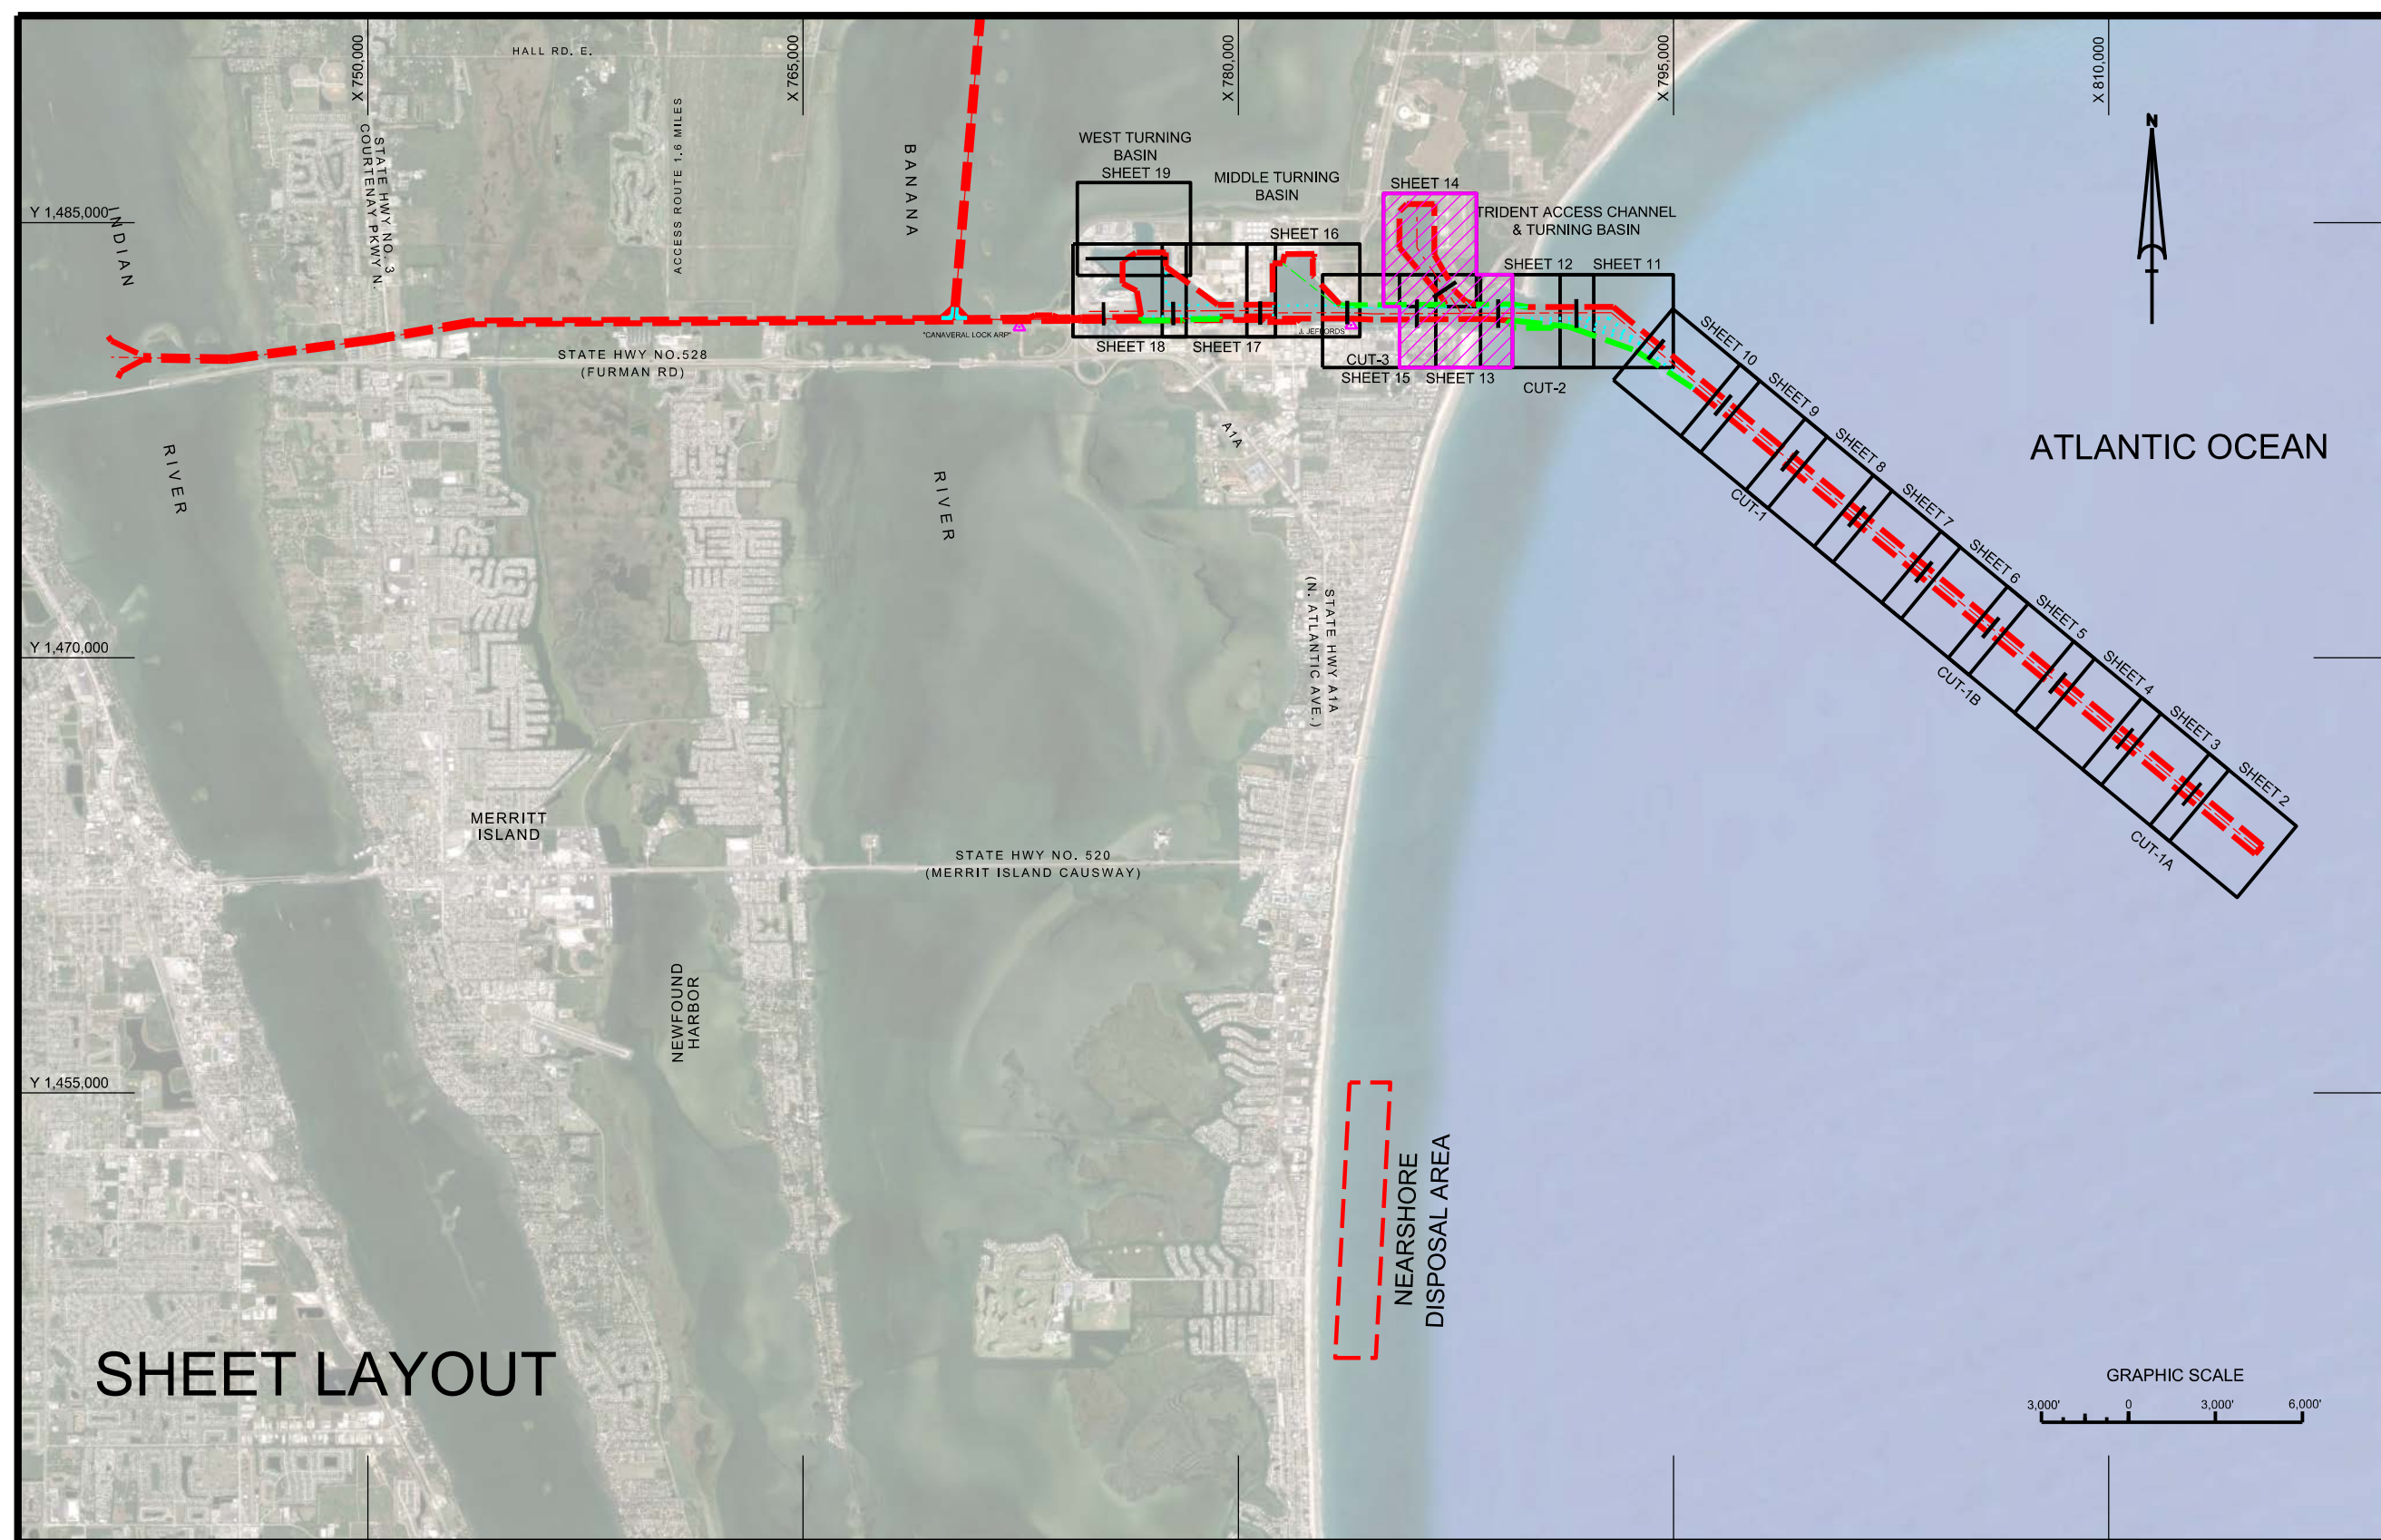 HALL RD. E.
X 750,000
X 765,000
X 780,000
X 795,000
X 810,000
N
STATE HWY NO. 3
COURTENAY PKWY N.
ACCESS ROUTE 1.6 MILES
BANANA
WEST TURNING
BASIN
SHEET 19
MIDDLE TURNING
BASIN
SHEET 14
TRIDENT ACCESS CHANNEL
& TURNING BASIN
Y 1,485,000
INDIAN
SHEET 16
SHEET 12
SHEET 11
"CANAVERAL LOCK ARP"
J. JEFFORDS
SHEET 18
SHEET 17
CUT-3
SHEET 15
SHEET 13
CUT-2
STATE HWY NO.528
(FURMAN RD)
SHEET 10
SHEET 9
SHEET 8
SHEET 7
SHEET 6
SHEET 5
SHEET 4
SHEET 3
SHEET 2
CUT-1
CUT-1B
CUT-1A
ATLANTIC OCEAN
A1A
RIVER
RIVER
STATE HWY A1A
(N. ATLANTIC AVE.)
Y 1,470,000
MERRITT
ISLAND
STATE HWY NO. 520
(MERRIT ISLAND CAUSWAY)
NEWFOUND
HARBOR
Y 1,455,000
NEARSHORE
DISPOSAL AREA
SHEET LAYOUT
GRAPHIC SCALE
3,000' 0 3,000' 6,000'